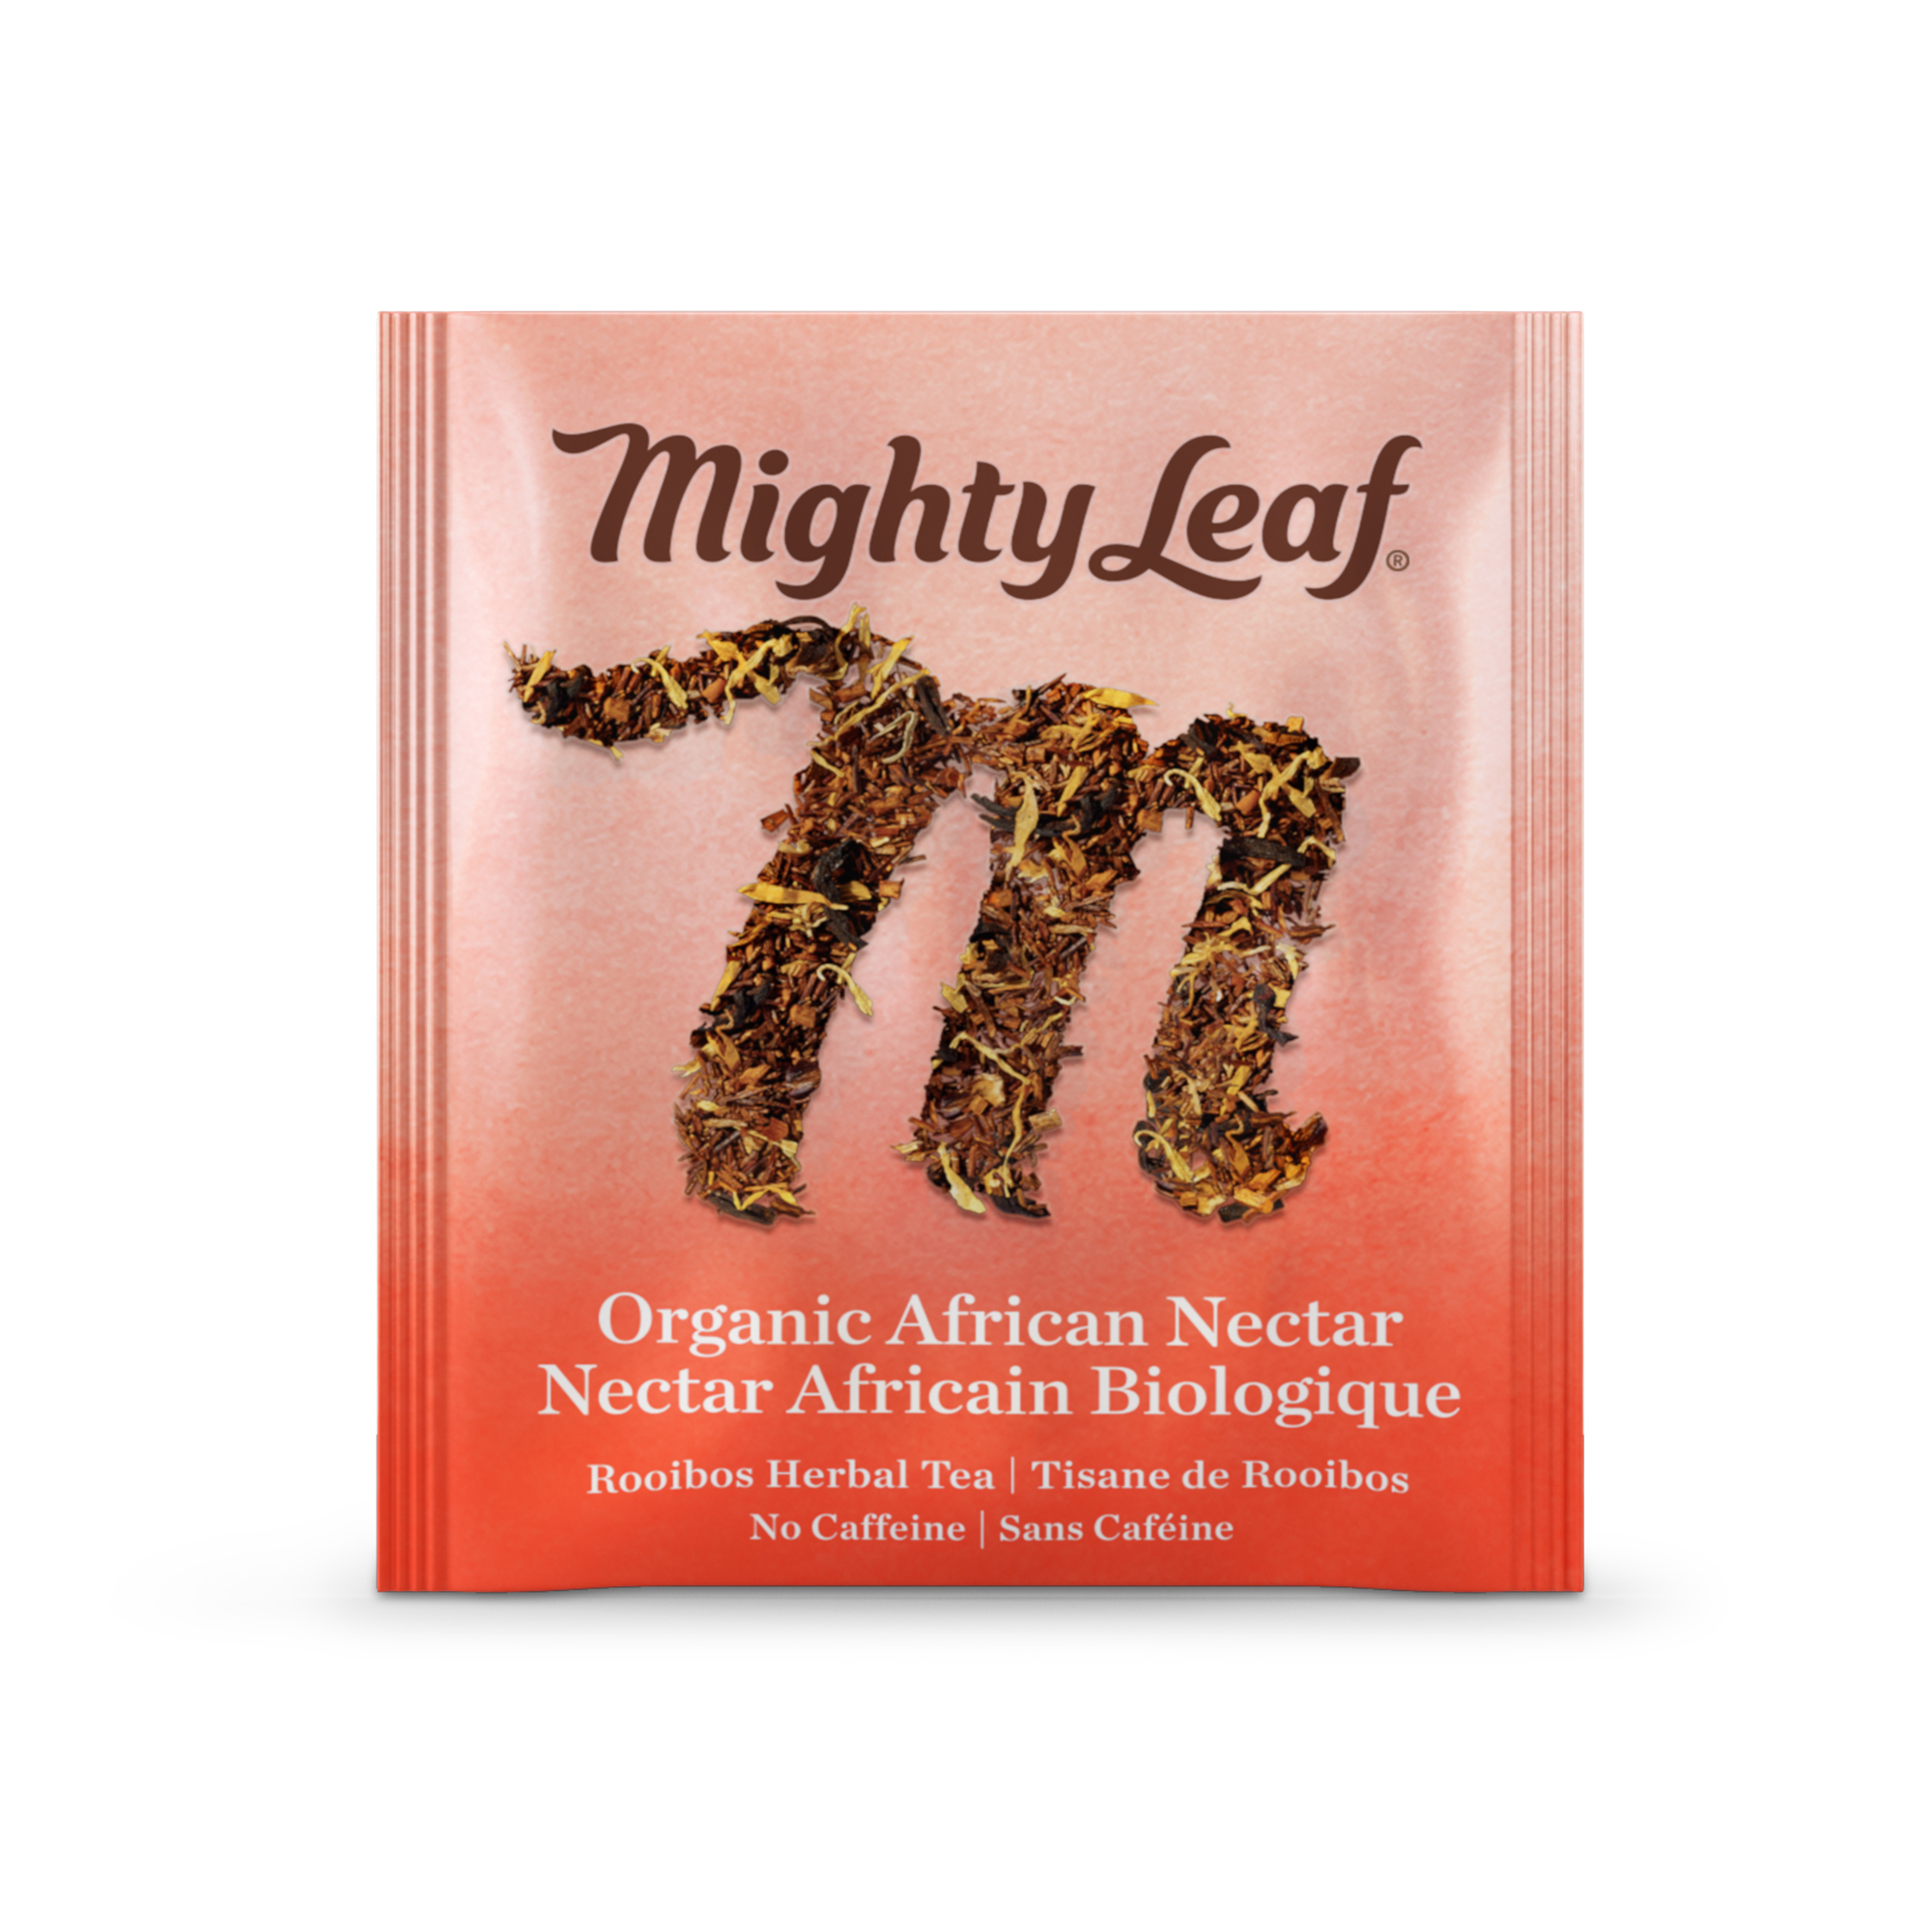 Mighty Leaf®
m
Organic African Nectar
Nectar Africain Biologique
Rooibos Herbal Tea | Tisane de Rooibos
No Caffeine | Sans Caféine